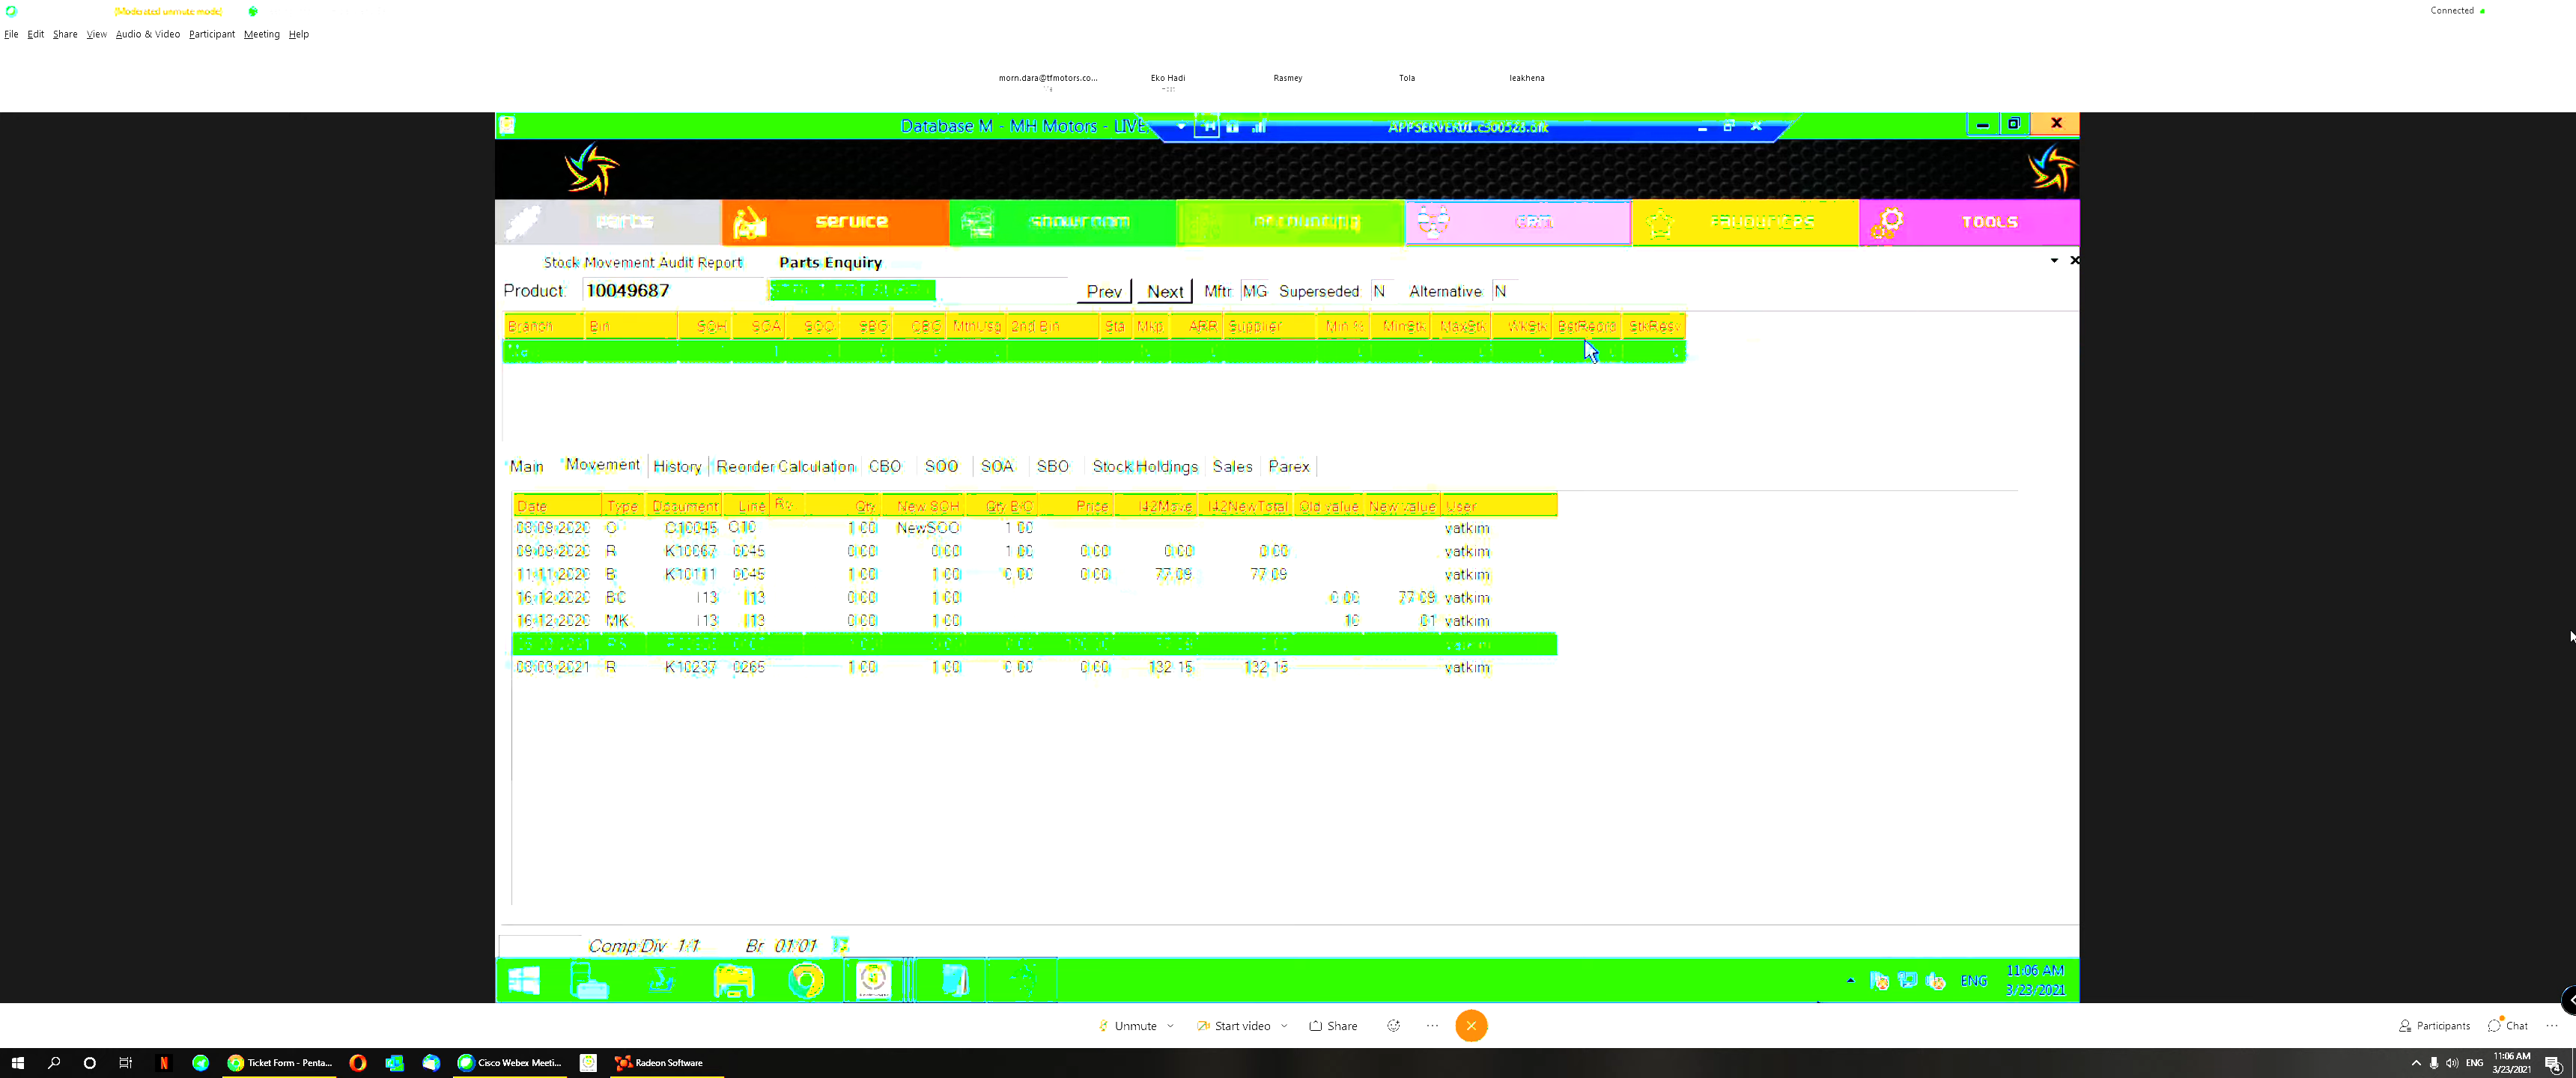 [Moderated unmute mode]
Connected
File Edit Share View Audio & Video Participant Meeting Help
morn.dara@tfmotors.co... Eko Hadi Rasmey Tola leakhena
Database M - MH Motors - LIVE
PARTS SERVICE SHOWROOM ACCOUNTING CRM FAVOURITES TOOLS
Stock Movement Audit Report Parts Enquiry
Product: 10049687 Prev Next Mftr. MG Superseded N Alternative N
Branch Bin SOH SOA SOO SBO CBO MthUsg 2nd Bin Sta Mkp ARR Supplier Min % MinStk MaxStk WkStk StkResv
Main Movement History Reorder Calculation CBO SOO SOA SBO Stock Holdings Sales Parex
Date Type Document Line Qty New SOH Qty B/O Price I42Move I42NewTotal Old value New value User
08.09.2020 O O10045 O10 1.00 NewSOO 1.00 vatkim
09.09.2020 R K10067 0045 0.00 0.00 1.00 0.00 0.00 0.00 vatkim
11.11.2020 B K10111 0045 1.00 1.00 0.00 0.00 77.09 77.09 vatkim
16.12.2020 BC I13 I13 0.00 1.00 0.00 77.09 vatkim
16.12.2020 MK I13 I13 0.00 1.00 10 01 vatkim
08.03.2021 R K10237 0265 1.00 1.00 0.00 0.00 132.15 132.15 vatkim
Comp/Div 1/1 Br 01/01
ENG 11:06 AM
3/23/2021
Unmute Start video Share Participants Chat
Ticket Form - Penta... Cisco Webex Meeti... Radeon Software ENG 11:06 AM
3/23/2021